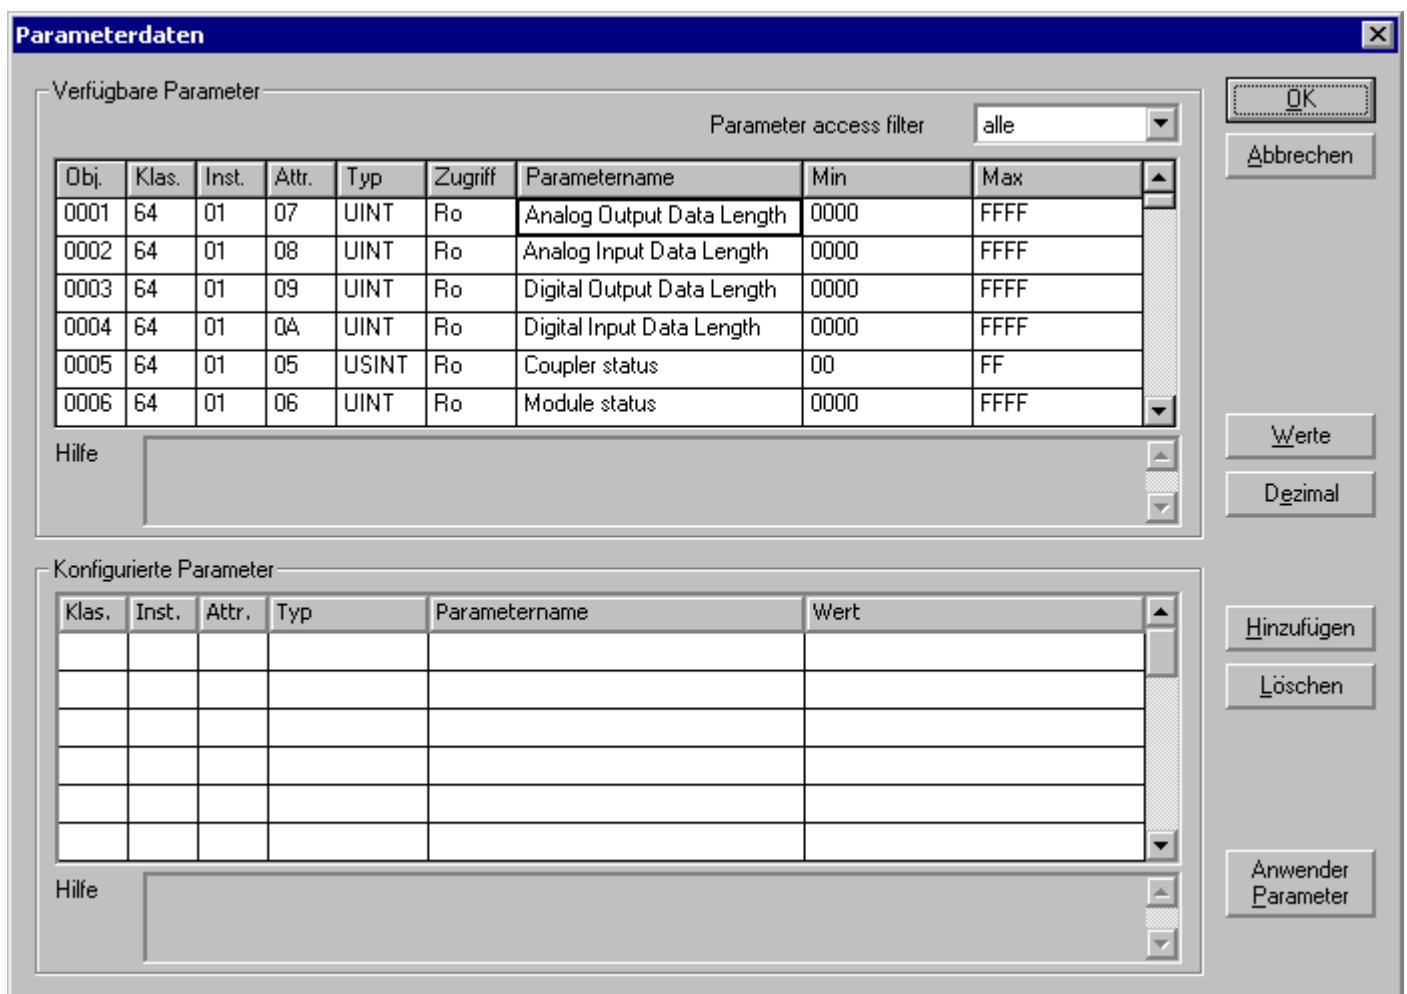 Parameterdaten
Verfügbare Parameter
Parameter access filter alle
OK
Abbrechen
Obj. Klas. Inst. Attr. Typ Zugriff Parametername Min Max
0001 64 01 07 UINT Ro Analog Output Data Length 0000 FFFF
0002 64 01 08 UINT Ro Analog Input Data Length 0000 FFFF
0003 64 01 09 UINT Ro Digital Output Data Length 0000 FFFF
0004 64 01 0A UINT Ro Digital Input Data Length 0000 FFFF
0005 64 01 05 USINT Ro Coupler status 00 FF
0006 64 01 06 UINT Ro Module status 0000 FFFF
Hilfe
Werte
Dezimal
Konfigurierte Parameter
Klas. Inst. Attr. Typ Parametername Wert
Hinzufügen
Löschen
Hilfe
Anwender
Parameter